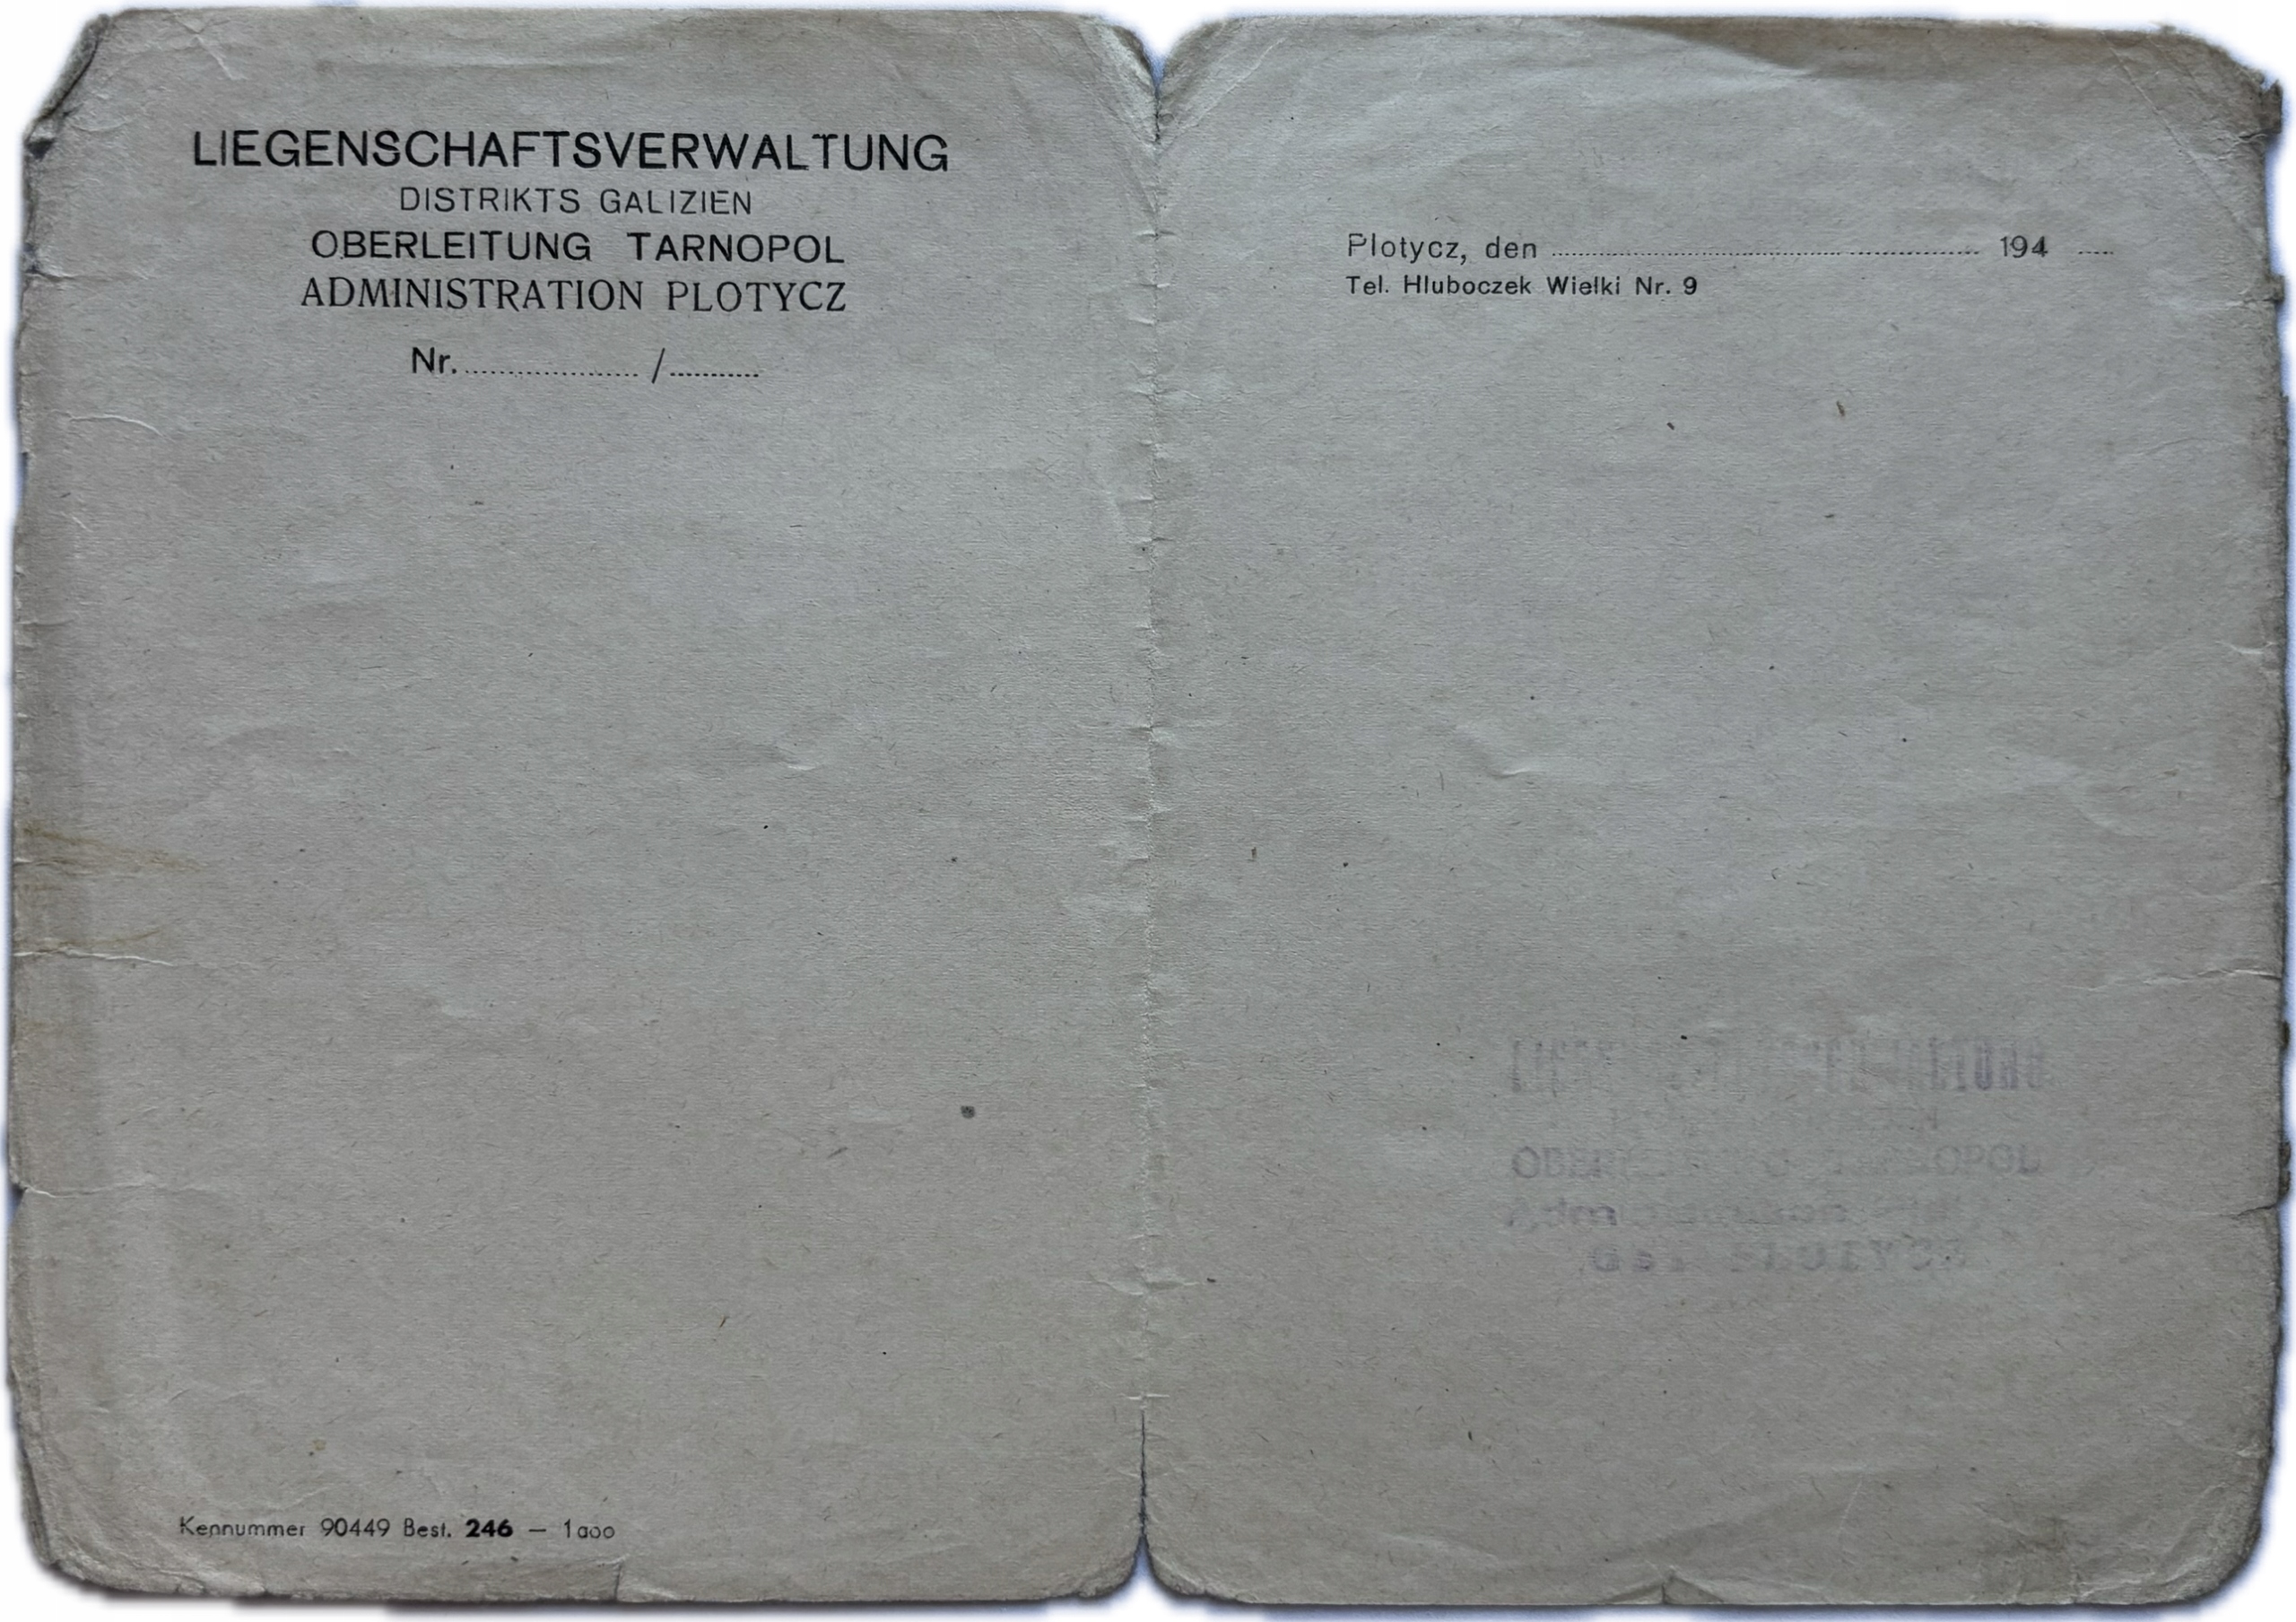 LIEGENSCHAFTSVERWALTUNG
DISTRIKTS GALIZIEN
OBERLEITUNG TARNOPOL
ADMINISTRATION PLOTYCZ
Nr. /
Plotycz, den 194
Tel. Hluboczek Wielki Nr. 9
Kennummer 90449 Best. 246 — 1000